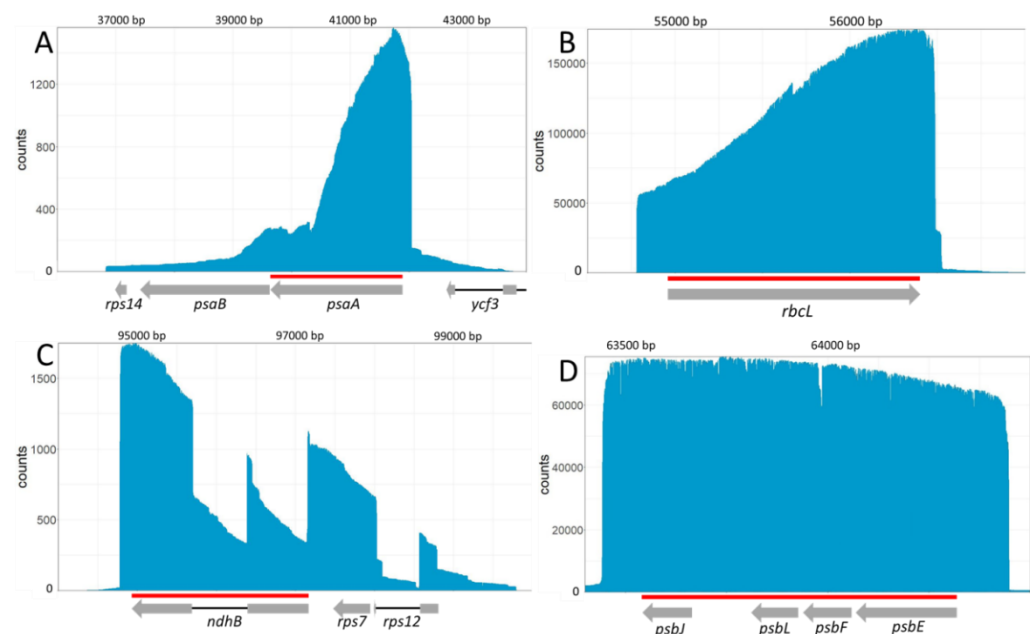 A
37000 bp 39000 bp 41000 bp 43000 bp
counts
1200
800
400
0
rps14 psaB psaA ycf3
B
55000 bp 56000 bp
counts
150000
100000
50000
0
rbcL
C
95000 bp 97000 bp 99000 bp
counts
1500
1000
500
0
ndhB rps7 rps12
D
63500 bp 64000 bp
counts
60000
40000
20000
0
psbJ psbL psbF psbE